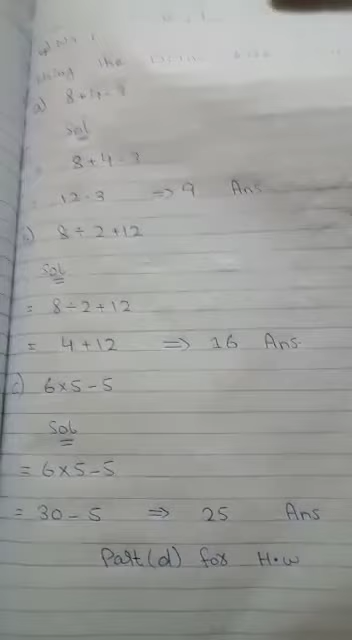 Using the
a) 8+4-3
Sol
= 8+4-3
= 12-3 => 9 Ans
) 8÷2+12
Sol
= 8÷2+12
= 4+12 => 16 Ans
c) 6×5-5
Sol
= 6×5-5
= 30-5 => 25 Ans
Part(d) for H.w